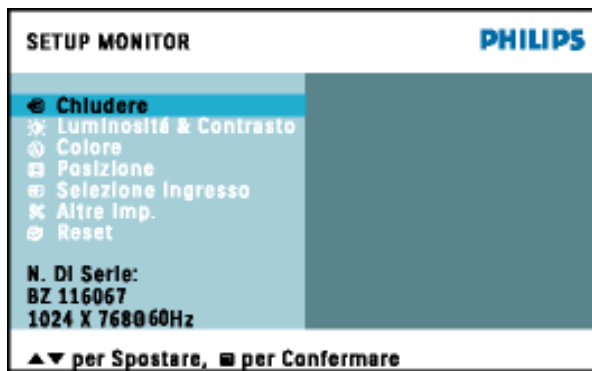 SETUP MONITOR PHILIPS
Chiudere
Luminositá & Contrasto
Colore
Posizione
Selezione Ingresso
Altre Imp.
Reset
N. Di Serie:
BZ 116067
1024 X 768@60Hz
▲▼ per Spostare, per Confermare